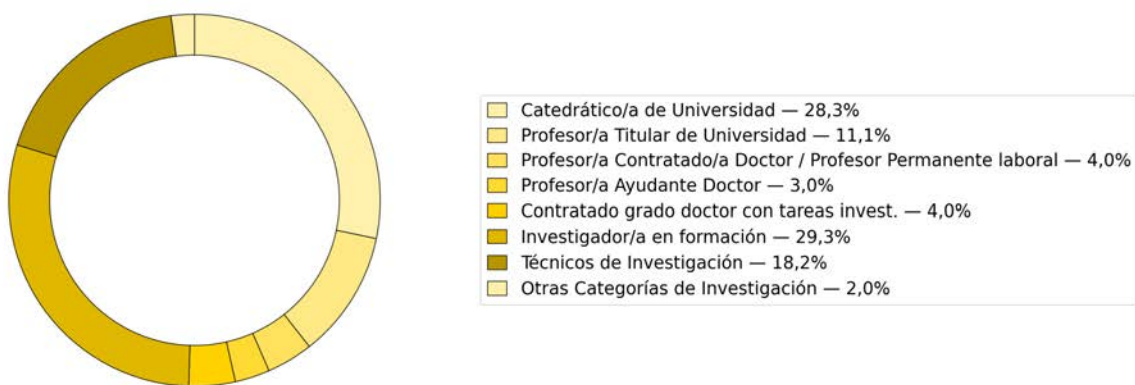 Catedrático/a de Universidad — 28,3%
Profesor/a Titular de Universidad — 11,1%
Profesor/a Contratado/a Doctor / Profesor Permanente laboral — 4,0%
Profesor/a Ayudante Doctor — 3,0%
Contratado grado doctor con tareas invest. — 4,0%
Investigador/a en formación — 29,3%
Técnicos de Investigación — 18,2%
Otras Categorías de Investigación — 2,0%